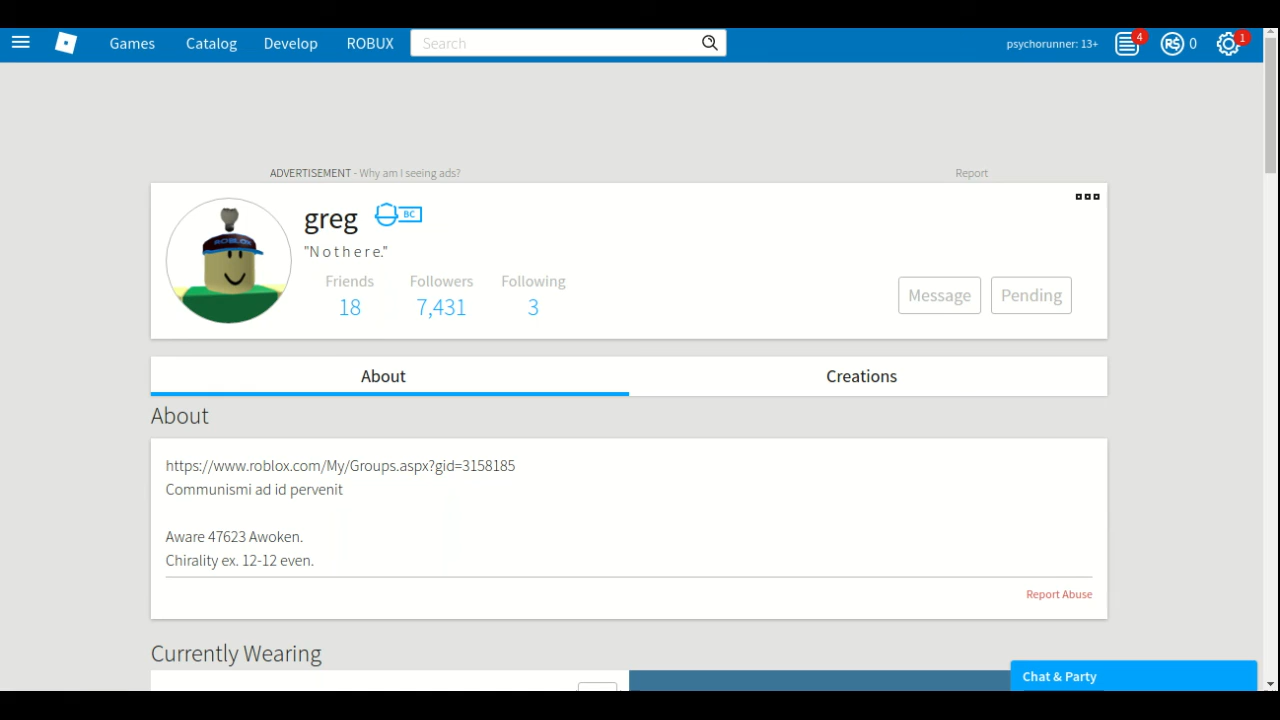 Games Catalog Develop ROBUX Search psychorunner: 13+ 4 R$ 0 1
ADVERTISEMENT - Why am I seeing ads? Report
ROBLOX
greg BC
"N o t h e r e."
Friends Followers Following
18 7,431 3
Message Pending
About Creations
About
https://www.roblox.com/My/Groups.aspx?gid=3158185
Communismi ad id pervenit
Aware 47623 Awoken.
Chirality ex. 12-12 even.
Report Abuse
Currently Wearing
Chat & Party